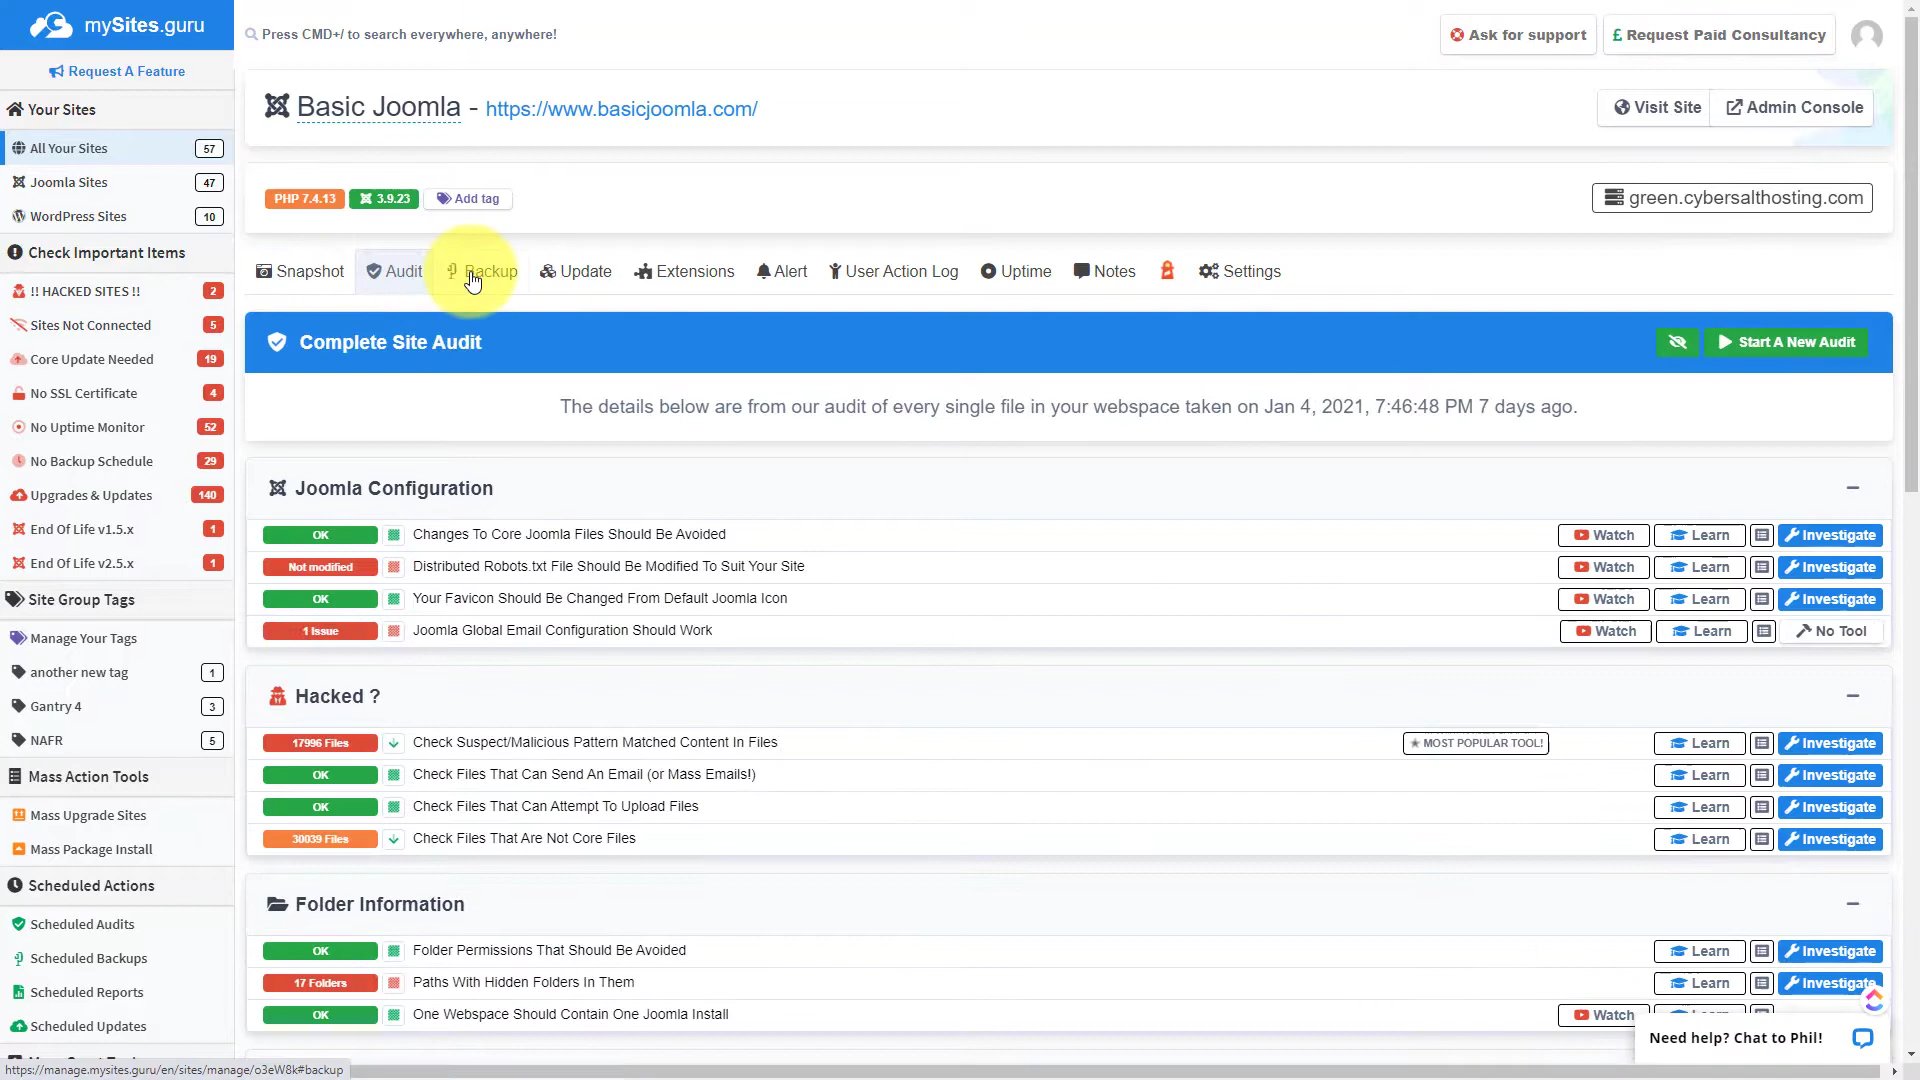 mySites.guru
Press CMD+/ to search everywhere, anywhere!
Ask for support
£ Request Paid Consultancy
Request A Feature
Your Sites
All Your Sites 57
Joomla Sites 47
WordPress Sites 10
Check Important Items
!! HACKED SITES !! 2
Sites Not Connected 5
Core Update Needed 19
No SSL Certificate 4
No Uptime Monitor 52
No Backup Schedule 29
Upgrades & Updates 140
End Of Life v1.5.x 1
End Of Life v2.5.x 1
Site Group Tags
Manage Your Tags
another new tag 1
Gantry 4 3
NAFR 5
Mass Action Tools
Mass Upgrade Sites
Mass Package Install
Scheduled Actions
Scheduled Audits
Scheduled Backups
Scheduled Reports
Scheduled Updates
Basic Joomla - https://www.basicjoomla.com/
Visit Site
Admin Console
PHP 7.4.13 3.9.23 Add tag
green.cybersalthosting.com
Snapshot Audit Backup Update Extensions Alert User Action Log Uptime Notes Settings
Complete Site Audit
Start A New Audit
The details below are from our audit of every single file in your webspace taken on Jan 4, 2021, 7:46:48 PM 7 days ago.
Joomla Configuration
OK Changes To Core Joomla Files Should Be Avoided Watch Learn Investigate
Not modified Distributed Robots.txt File Should Be Modified To Suit Your Site Watch Learn Investigate
OK Your Favicon Should Be Changed From Default Joomla Icon Watch Learn Investigate
1 Issue Joomla Global Email Configuration Should Work Watch Learn No Tool
Hacked ?
17996 Files Check Suspect/Malicious Pattern Matched Content In Files MOST POPULAR TOOL! Learn Investigate
OK Check Files That Can Send An Email (or Mass Emails!) Learn Investigate
OK Check Files That Can Attempt To Upload Files Learn Investigate
30039 Files Check Files That Are Not Core Files Learn Investigate
Folder Information
OK Folder Permissions That Should Be Avoided Learn Investigate
17 Folders Paths With Hidden Folders In Them Learn Investigate
OK One Webspace Should Contain One Joomla Install Watch
Need help? Chat to Phil!
https://manage.mysites.guru/en/sites/manage/o3eW8k#backup